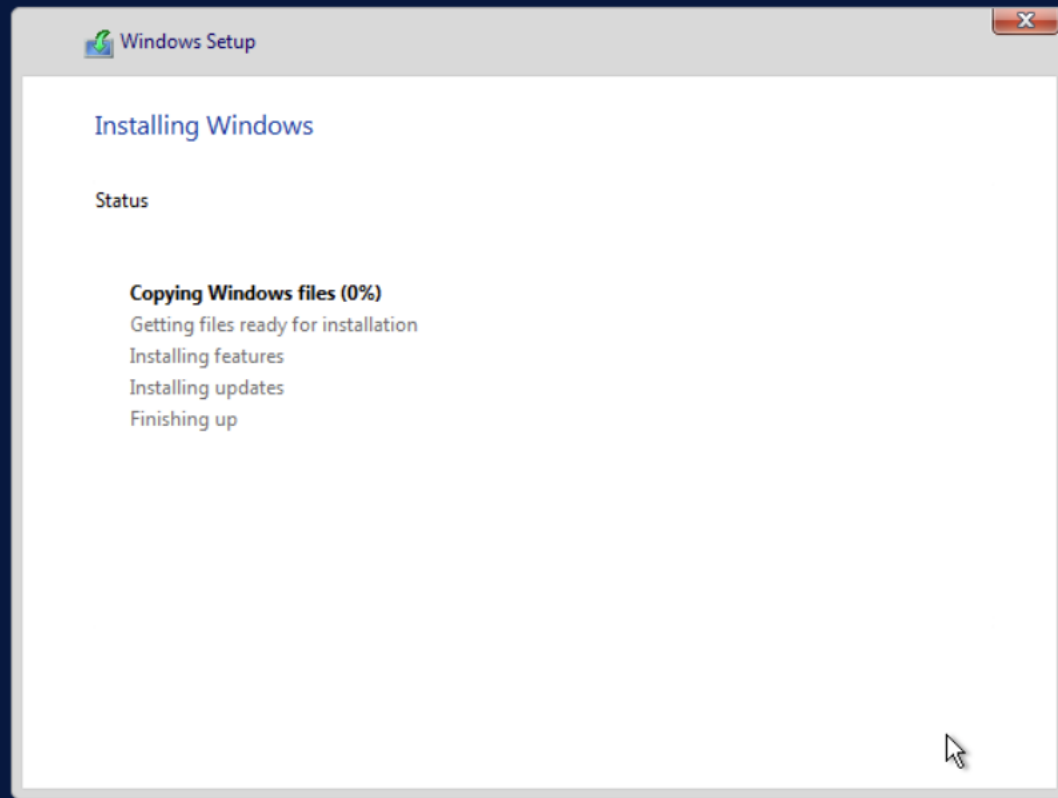 Windows Setup
Installing Windows
Status
Copying Windows files (0%)
Getting files ready for installation
Installing features
Installing updates
Finishing up